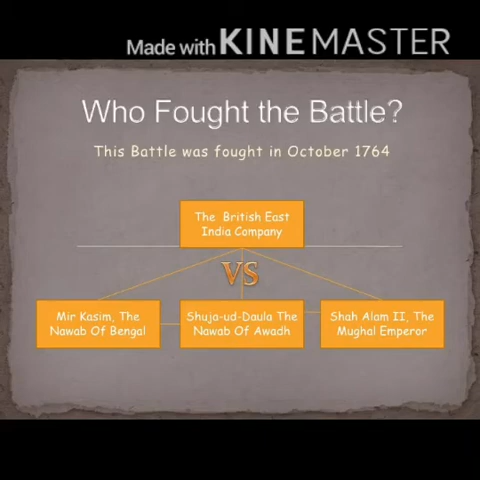 Made with KINEMASTER
Who Fought the Battle?
This Battle was fought in October 1764
The British East
India Company
VS
Mir Kasim, The
Nawab Of Bengal
Shuja-ud-Daula The
Nawab Of Awadh
Shah Alam II, The
Mughal Emperor